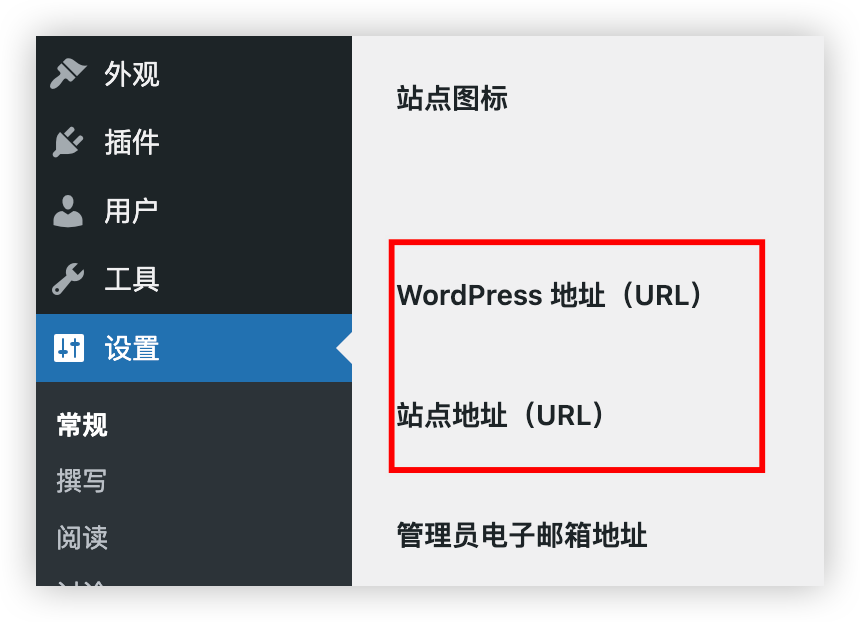 外观
插件
用户
工具
设置
常规
撰写
阅读
站点图标
WordPress 地址（URL）
站点地址（URL）
管理员电子邮箱地址